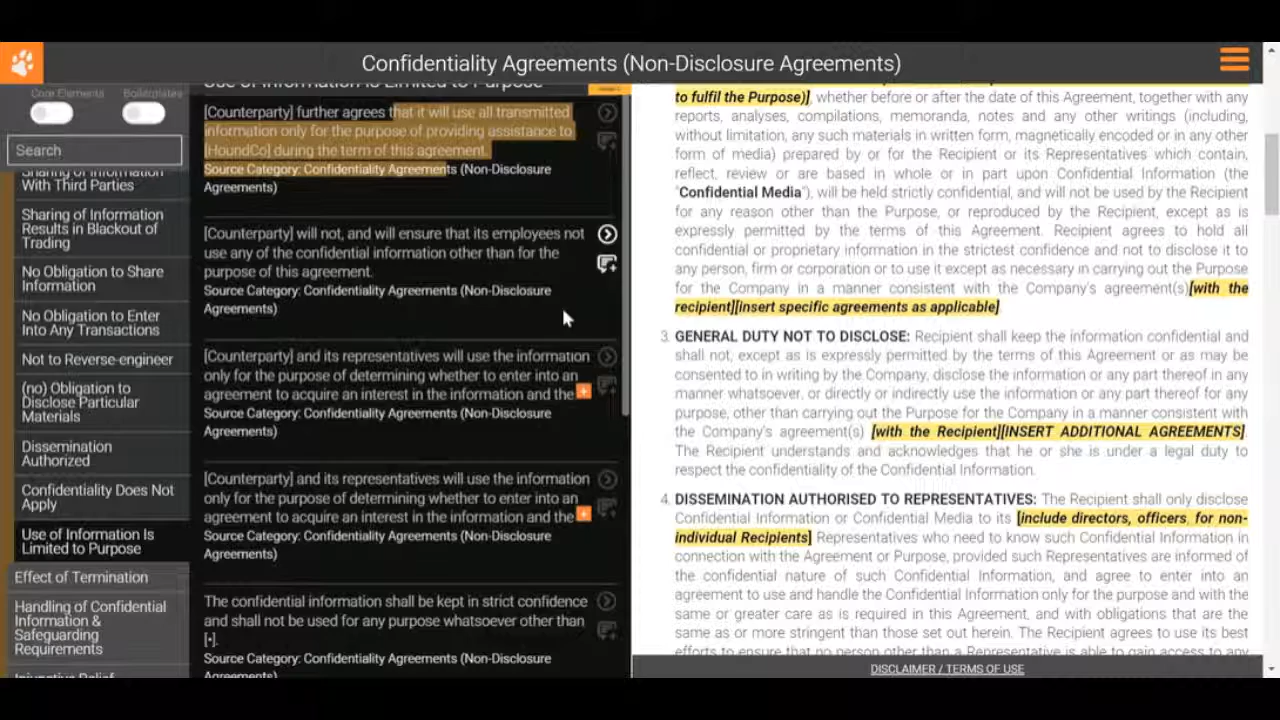 Confidentiality Agreements (Non-Disclosure Agreements)
Core Elements
Boilerplates
Search
Sharing of Information
With Third Parties
Sharing of Information
Results in Blackout of
Trading
No Obligation to Share
Information
No Obligation to Enter
Into Any Transactions
Not to Reverse-engineer
(no) Obligation to
Disclose Particular
Materials
Dissemination
Authorized
Confidentiality Does Not
Apply
Use of Information Is
Limited to Purpose
Effect of Termination
Handling of Confidential
Information &
Safeguarding
Requirements
Injunctive Relief
Use of Information is Limited to Purpose
[Counterparty] further agrees that it will use all transmitted
information only for the purpose of providing assistance to
[HoundCo] during the term of this agreement.
Source Category: Confidentiality Agreements (Non-Disclosure
Agreements)
[Counterparty] will not, and will ensure that its employees not
use any of the confidential information other than for the
purpose of this agreement.
Source Category: Confidentiality Agreements (Non-Disclosure
Agreements)
[Counterparty] and its representatives will use the information
only for the purpose of determining whether to enter into an
agreement to acquire an interest in the information and the
Source Category: Confidentiality Agreements (Non-Disclosure
Agreements)
[Counterparty] and its representatives will use the information
only for the purpose of determining whether to enter into an
agreement to acquire an interest in the information and the
Source Category: Confidentiality Agreements (Non-Disclosure
Agreements)
The confidential information shall be kept in strict confidence
and shall not be used for any purpose whatsoever other than
[•].
Source Category: Confidentiality Agreements (Non-Disclosure
Agreements)
to fulfil the Purpose)], whether before or after the date of this Agreement, together with any
reports, analyses, compilations, memoranda, notes and any other writings (including,
without limitation, any such materials in written form, magnetically encoded or in any other
form of media) prepared by or for the Recipient or its Representatives which contain,
reflect, review or are based in whole or in part upon Confidential Information (the
"Confidential Media"), will be held strictly confidential, and will not be used by the Recipient
for any reason other than the Purpose, or reproduced by the Recipient, except as is
expressly permitted by the terms of this Agreement. Recipient agrees to hold all
confidential or proprietary information in the strictest confidence and not to disclose it to
any person, firm or corporation or to use it except as necessary in carrying out the Purpose
for the Company in a manner consistent with the Company's agreement(s)[with the
recipient][insert specific agreements as applicable].
3. GENERAL DUTY NOT TO DISCLOSE: Recipient shall keep the information confidential and
shall not, except as is expressly permitted by the terms of this Agreement or as may be
consented to in writing by the Company, disclose the information or any part thereof in any
manner whatsoever, or directly or indirectly use the information or any part thereof for any
purpose, other than carrying out the Purpose for the Company in a manner consistent with
the Company's agreement(s) [with the Recipient][INSERT ADDITIONAL AGREEMENTS].
The Recipient understands and acknowledges that he or she is under a legal duty to
respect the confidentiality of the Confidential Information.
4. DISSEMINATION AUTHORISED TO REPRESENTATIVES: The Recipient shall only disclose
Confidential Information or Confidential Media to its [include directors, officers, for non-
individual Recipients] Representatives who need to know such Confidential Information in
connection with the Agreement or Purpose, provided such Representatives are informed of
the confidential nature of such Confidential Information, and agree to enter into an
agreement to use and handle the Confidential Information only for the purpose and with the
same or greater care as is required in this Agreement, and with obligations that are the
same as or more stringent than those set out herein. The Recipient agrees to use its best
efforts to ensure that no person other than a Representative is able to gain access to any
DISCLAIMER / TERMS OF USE